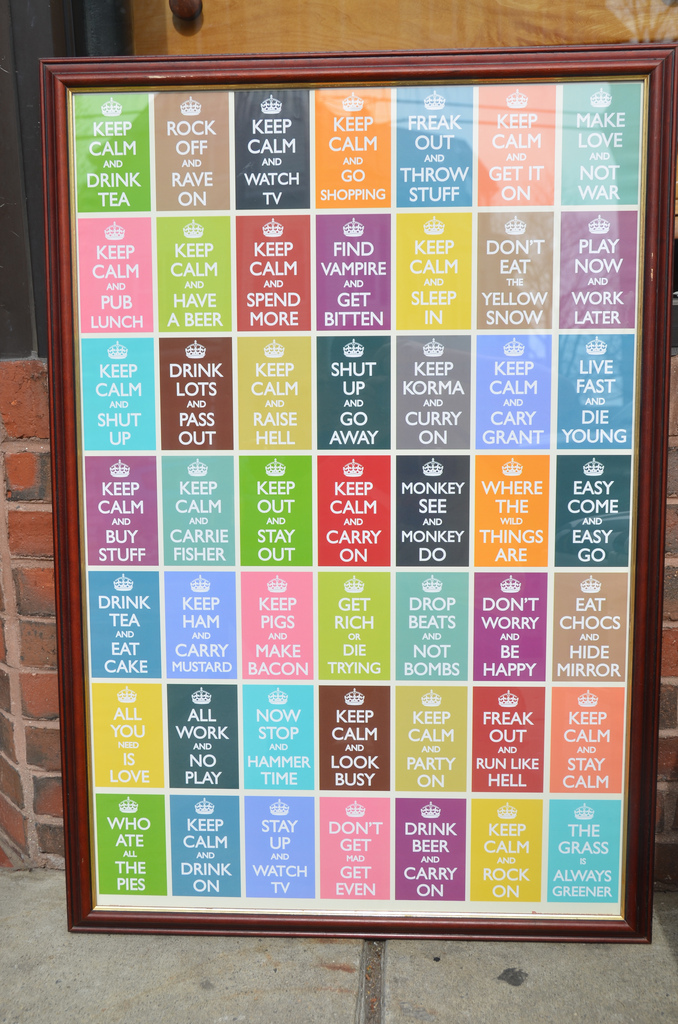 KEEP
CALM
AND
DRINK
TEA
ROCK
OFF
AND
RAVE
ON
KEEP
CALM
AND
WATCH
TV
KEEP
CALM
AND
GO
SHOPPING
FREAK
OUT
AND
THROW
STUFF
KEEP
CALM
AND
GET IT
ON
MAKE
LOVE
AND
NOT
WAR
KEEP
CALM
AND
PUB
LUNCH
KEEP
CALM
AND
HAVE
A BEER
KEEP
CALM
AND
SPEND
MORE
FIND
VAMPIRE
AND
GET
BITTEN
KEEP
CALM
AND
SLEEP
IN
DON'T
EAT
THE
YELLOW
SNOW
PLAY
NOW
AND
WORK
LATER
KEEP
CALM
AND
SHUT
UP
DRINK
LOTS
AND
PASS
OUT
KEEP
CALM
AND
RAISE
HELL
SHUT
UP
AND
GO
AWAY
KEEP
KORMA
AND
CURRY
ON
KEEP
CALM
AND
CARY
GRANT
LIVE
FAST
AND
DIE
YOUNG
KEEP
CALM
AND
BUY
STUFF
KEEP
CALM
AND
CARRIE
FISHER
KEEP
OUT
AND
STAY
OUT
KEEP
CALM
AND
CARRY
ON
MONKEY
SEE
AND
MONKEY
DO
WHERE
THE
WILD
THINGS
ARE
EASY
COME
AND
EASY
GO
DRINK
TEA
AND
EAT
CAKE
KEEP
HAM
AND
CARRY
MUSTARD
KEEP
PIGS
AND
MAKE
BACON
GET
RICH
OR
DIE
TRYING
DROP
BEATS
AND
NOT
BOMBS
DON'T
WORRY
AND
BE
HAPPY
EAT
CHOCS
AND
HIDE
MIRROR
ALL
YOU
NEED
IS
LOVE
ALL
WORK
AND
NO
PLAY
NOW
STOP
AND
HAMMER
TIME
KEEP
CALM
AND
LOOK
BUSY
KEEP
CALM
AND
PARTY
ON
FREAK
OUT
AND
RUN LIKE
HELL
KEEP
CALM
AND
STAY
CALM
WHO
ATE
ALL
THE
PIES
KEEP
CALM
AND
DRINK
ON
STAY
UP
AND
WATCH
TV
DON'T
GET
MAD
GET
EVEN
DRINK
BEER
AND
CARRY
ON
KEEP
CALM
AND
ROCK
ON
THE
GRASS
IS
ALWAYS
GREENER